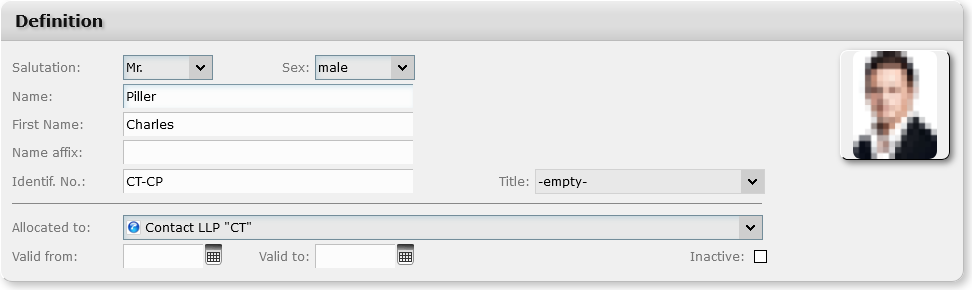 Definition
Salutation: Mr. Sex: male
Name: Piller
First Name: Charles
Name affix:
Identif. No.: CT-CP Title: -empty-
Allocated to: Contact LLP "CT"
Valid from: Valid to: Inactive: